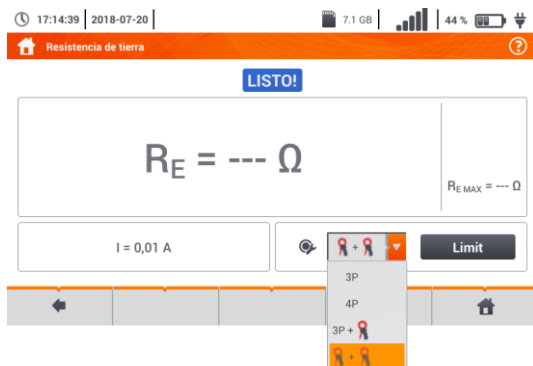 17:14:39 2018-07-20 7.1 GB 44 %
Resistencia de tierra ?
LISTO!
RE = --- Ω
RE MAX = --- Ω
I = 0,01 A + Limit
3P
4P
3P +
+